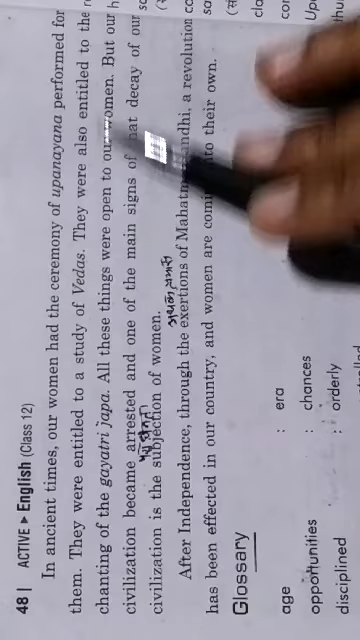 48 | ACTIVE ► English (Class 12)
In ancient times, our women had the ceremony of upanayana performed for
them. They were entitled to a study of Vedas. They were also entitled to the
chanting of the gayatri japa. All these things were open to our women. But our
civilization became arrested and one of the main signs of that decay of our
civilization is the subjection of women.
After Independence, through the exertions of Mahatma Gandhi, a revolution
has been effected in our country, and women are coming into their own.
Glossary
age : era
opportunities : chances
disciplined : orderly